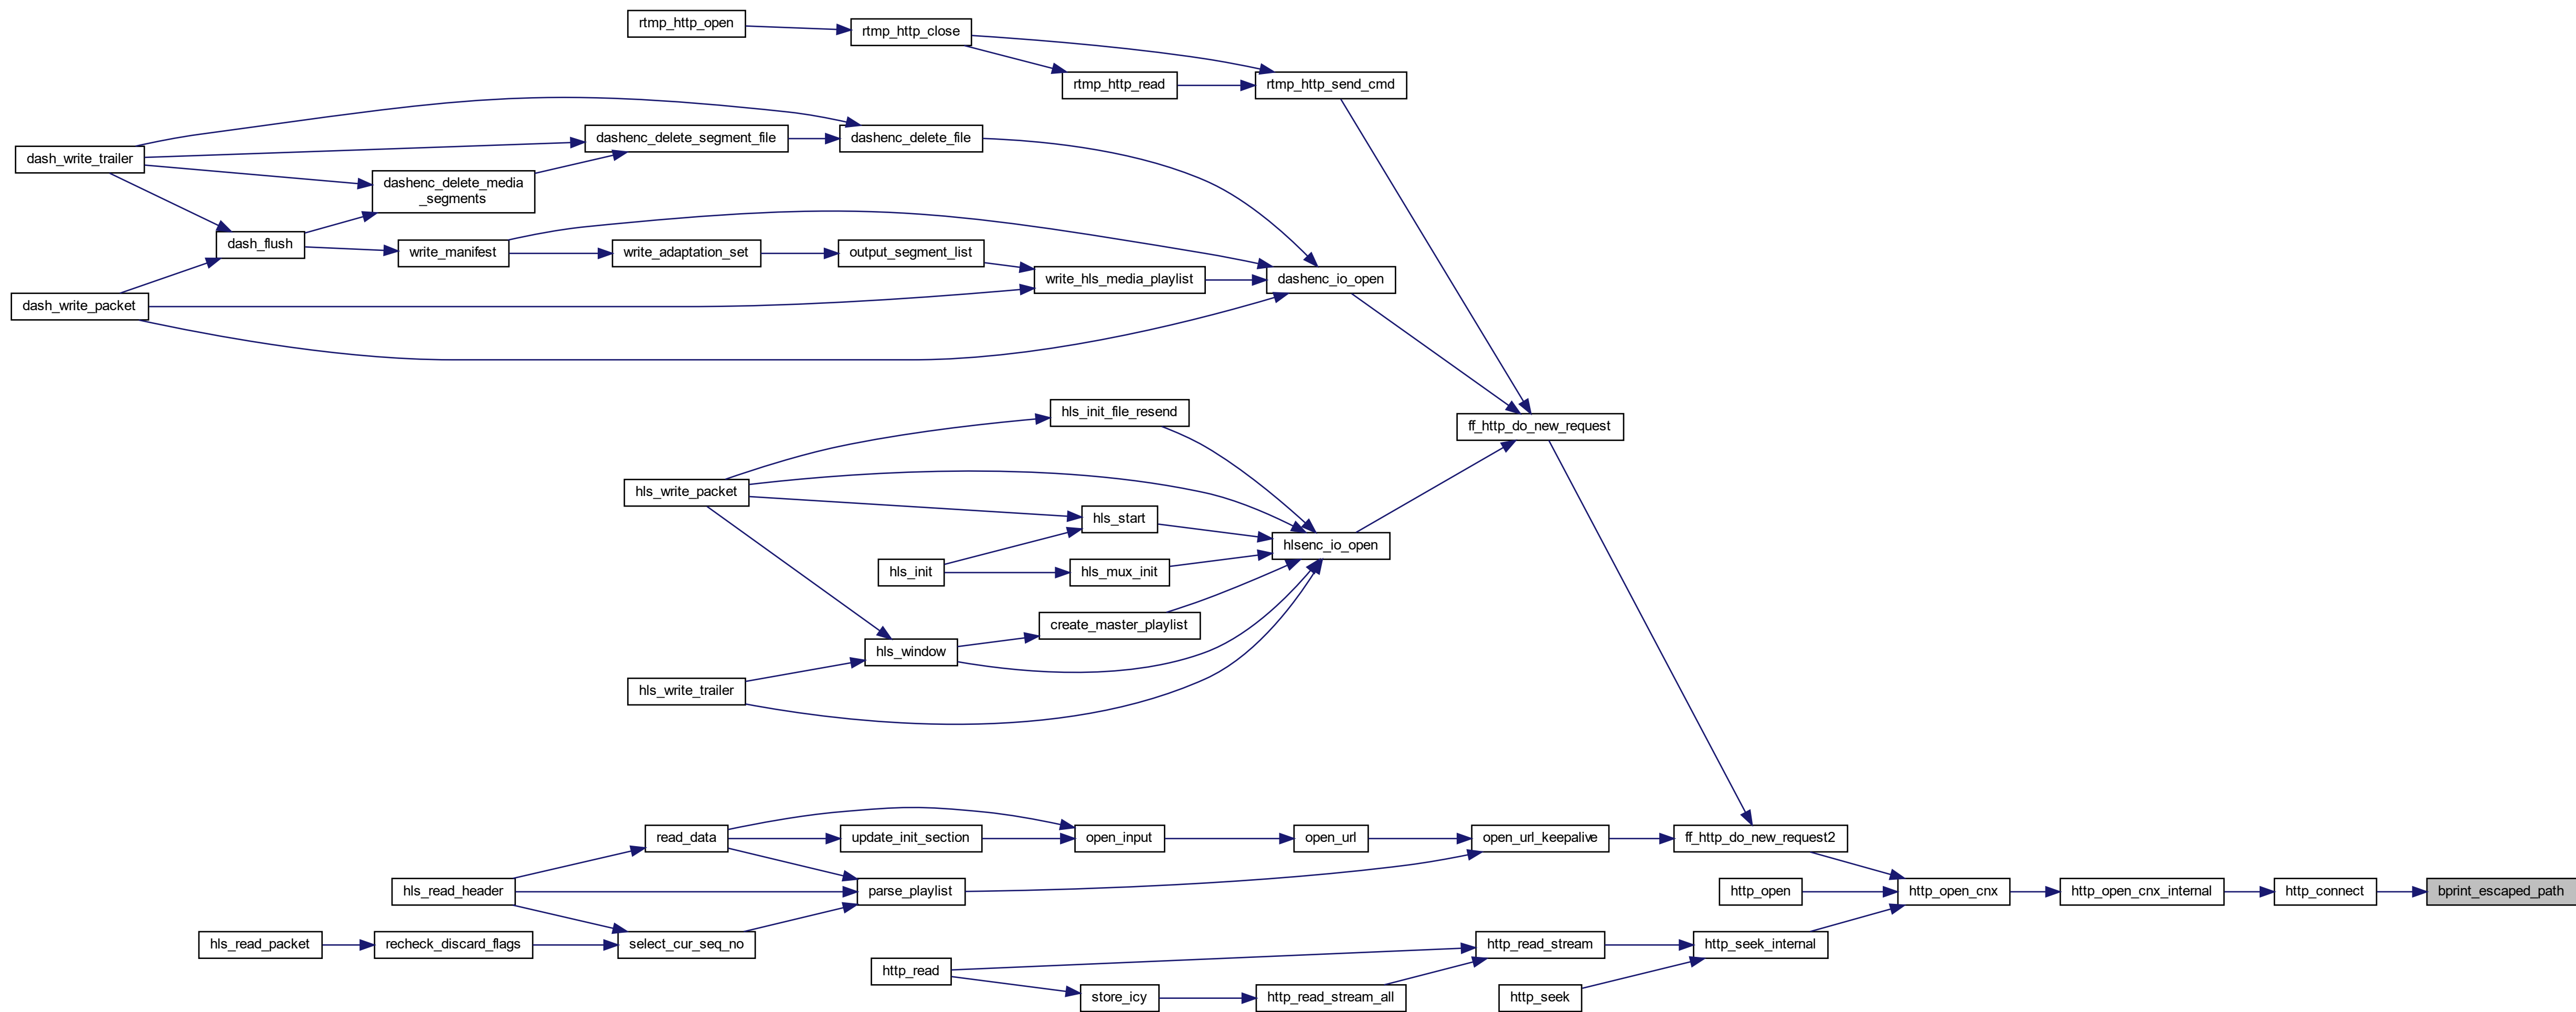 rtmp_http_open
rtmp_http_close
rtmp_http_read
rtmp_http_send_cmd
dash_write_trailer
dashenc_delete_segment_file
dashenc_delete_file
dashenc_delete_media
_segments
dash_flush
write_manifest
write_adaptation_set
output_segment_list
write_hls_media_playlist
dashenc_io_open
dash_write_packet
hls_init_file_resend
ff_http_do_new_request
hls_write_packet
hls_start
hlsenc_io_open
hls_init
hls_mux_init
create_master_playlist
hls_window
hls_write_trailer
read_data
update_init_section
open_input
open_url
open_url_keepalive
ff_http_do_new_request2
hls_read_header
parse_playlist
http_open
http_open_cnx
http_open_cnx_internal
http_connect
bprint_escaped_path
hls_read_packet
recheck_discard_flags
select_cur_seq_no
http_read_stream
http_seek_internal
http_read
store_icy
http_read_stream_all
http_seek